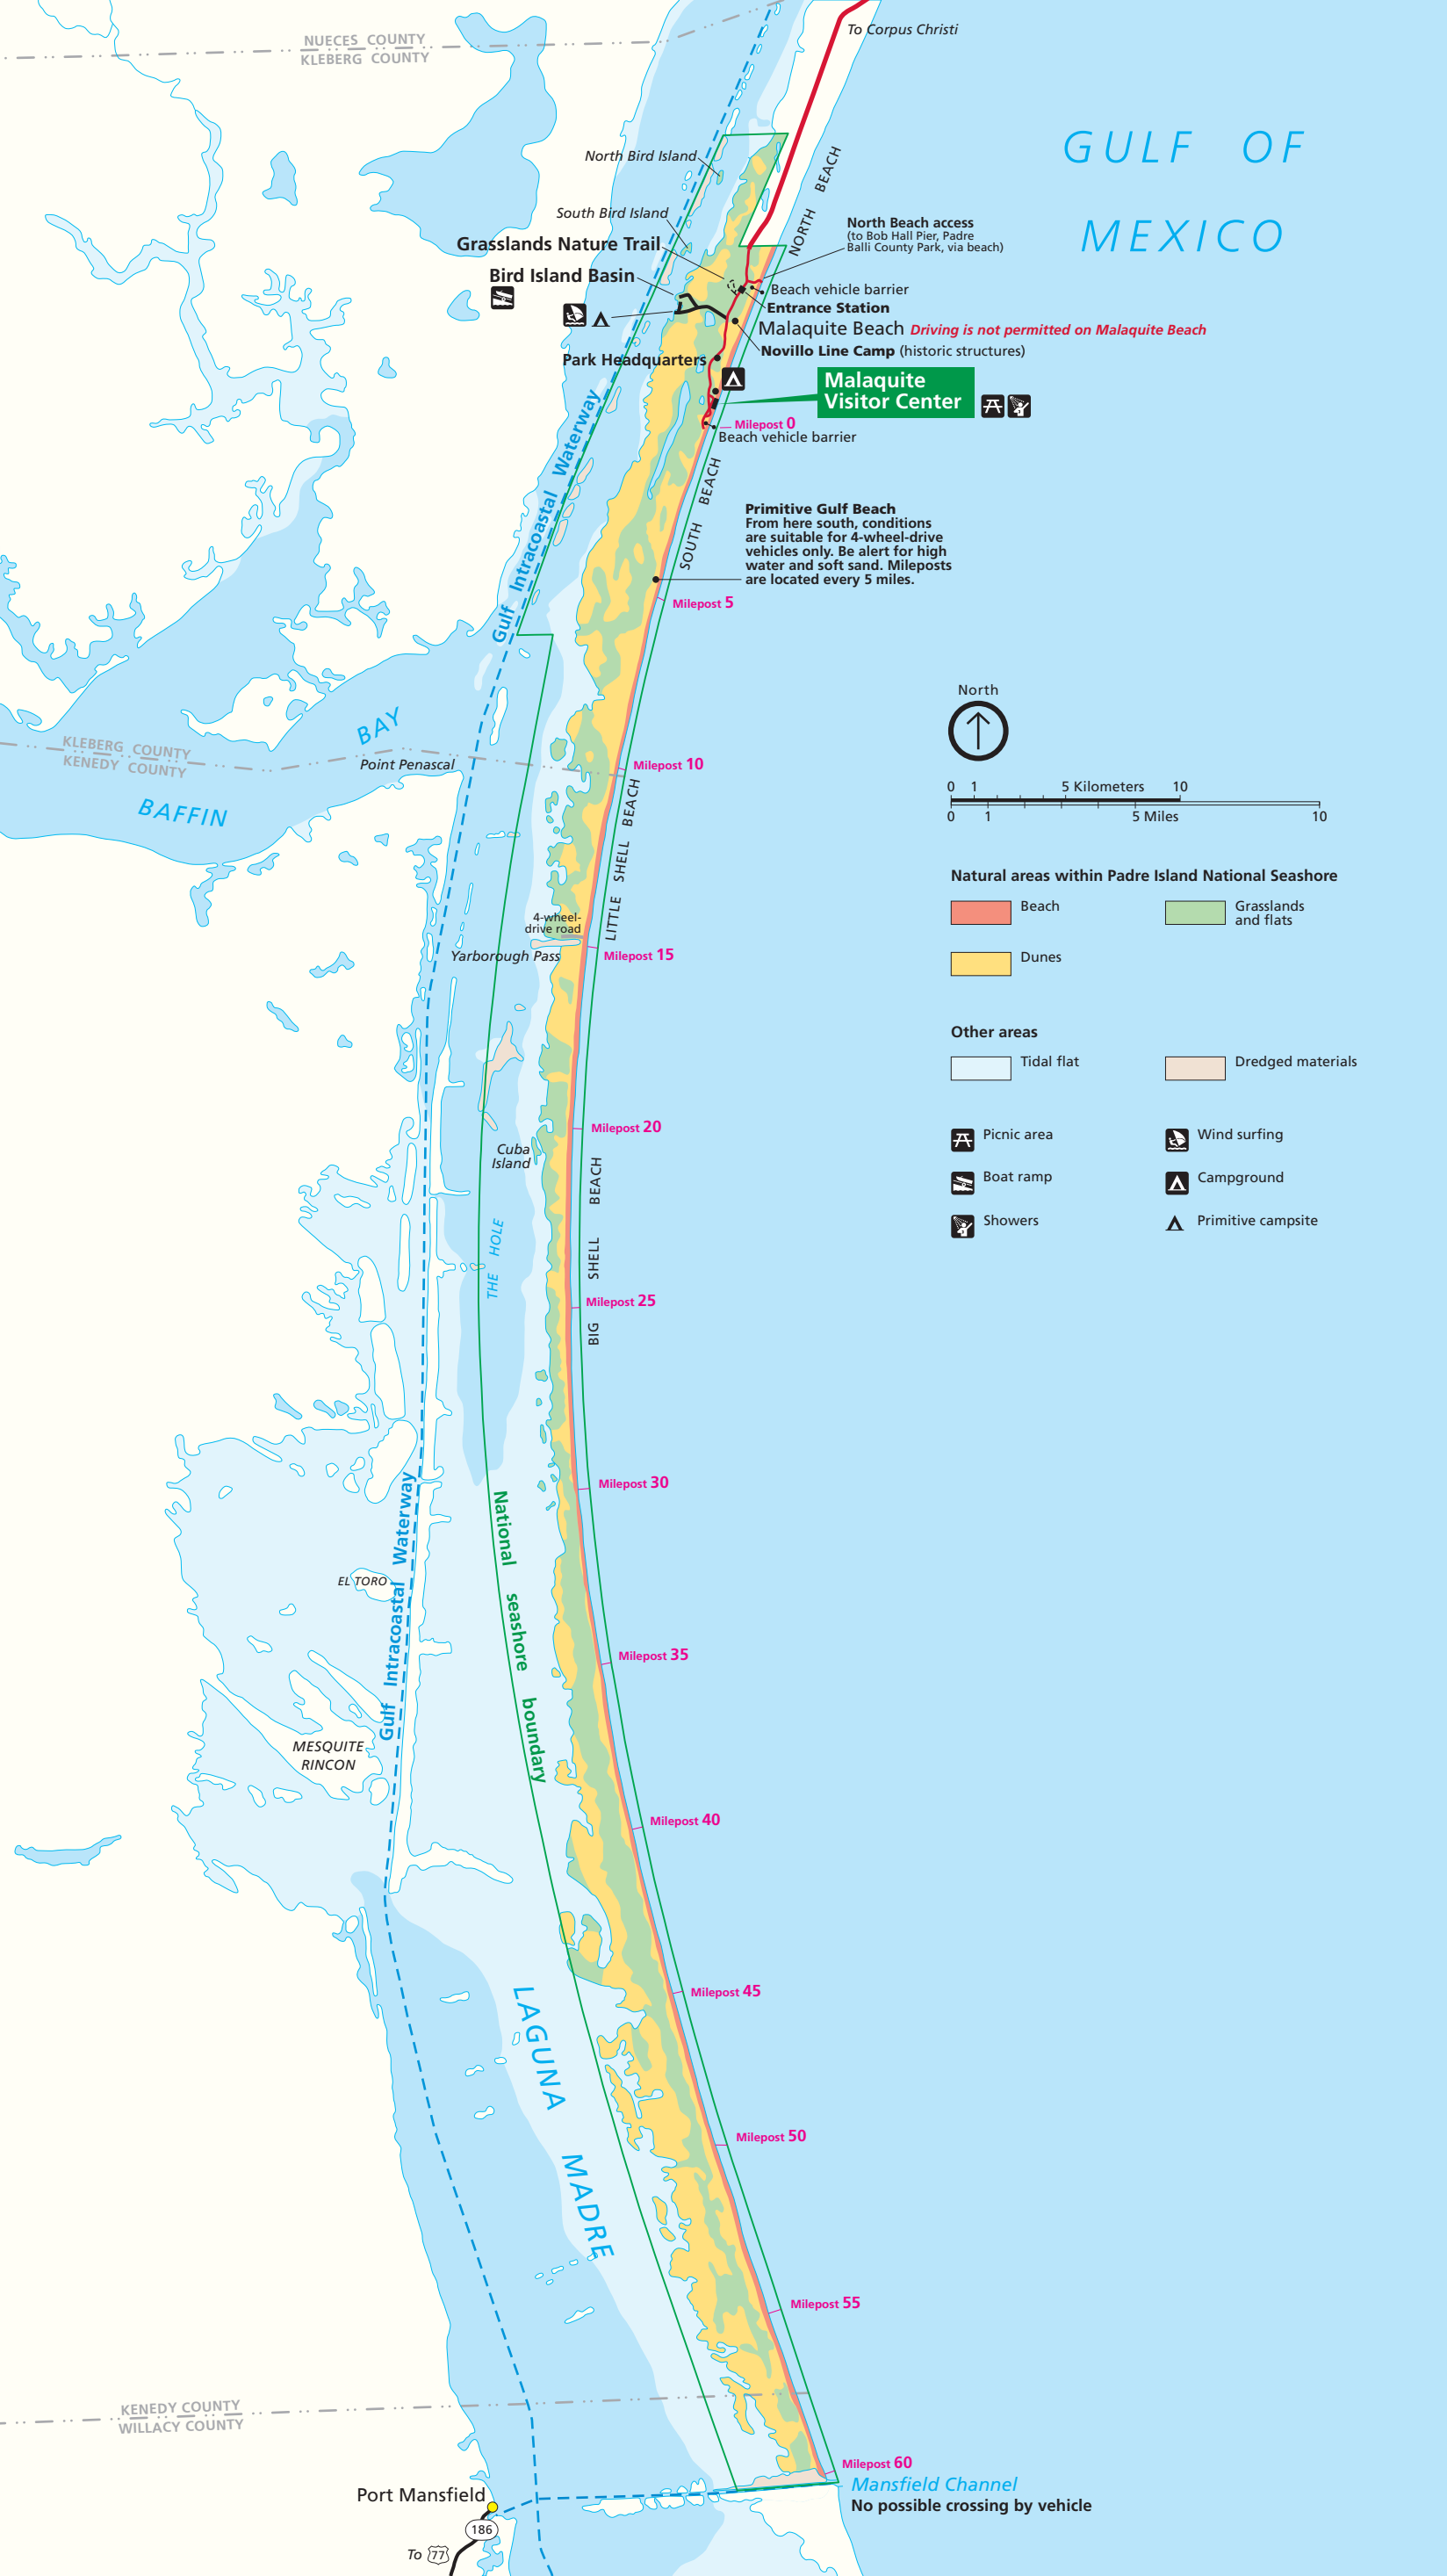 To Corpus Christi
NUECES COUNTY
KLEBERG COUNTY
GULF OF
MEXICO
North Bird Island
NORTH BEACH
South Bird Island
Grasslands Nature Trail
North Beach access
(to Bob Hall Pier, Padre
Balli County Park, via beach)
Bird Island Basin
Beach vehicle barrier
Entrance Station
Malaquite Beach Driving is not permitted on Malaquite Beach
Novillo Line Camp (historic structures)
Park Headquarters
Malaquite
Visitor Center
Milepost 0
Beach vehicle barrier
Gulf Intracoastal Waterway
SOUTH BEACH
Primitive Gulf Beach
From here south, conditions
are suitable for 4-wheel-drive
vehicles only. Be alert for high
water and soft sand. Mileposts
are located every 5 miles.
Milepost 5
North
KLEBERG COUNTY
KENEDY COUNTY
BAFFIN BAY
Point Penascal
Milepost 10
0 1 5 Kilometers 10
0 1 5 Miles 10
LITTLE SHELL BEACH
Natural areas within Padre Island National Seashore
Beach
Grasslands
and flats
Dunes
4-wheel-
drive road
Yarborough Pass
Milepost 15
Other areas
Tidal flat
Dredged materials
Milepost 20
Cuba
Island
Picnic area
Wind surfing
Boat ramp
Campground
Showers
Primitive campsite
THE HOLE
BIG SHELL BEACH
Milepost 25
Milepost 30
Gulf Intracoastal Waterway
National seashore boundary
EL TORO
Milepost 35
MESQUITE
RINCON
Milepost 40
Milepost 45
LAGUNA MADRE
Milepost 50
Milepost 55
KENEDY COUNTY
WILLACY COUNTY
Milepost 60
Mansfield Channel
No possible crossing by vehicle
Port Mansfield
186
To 77